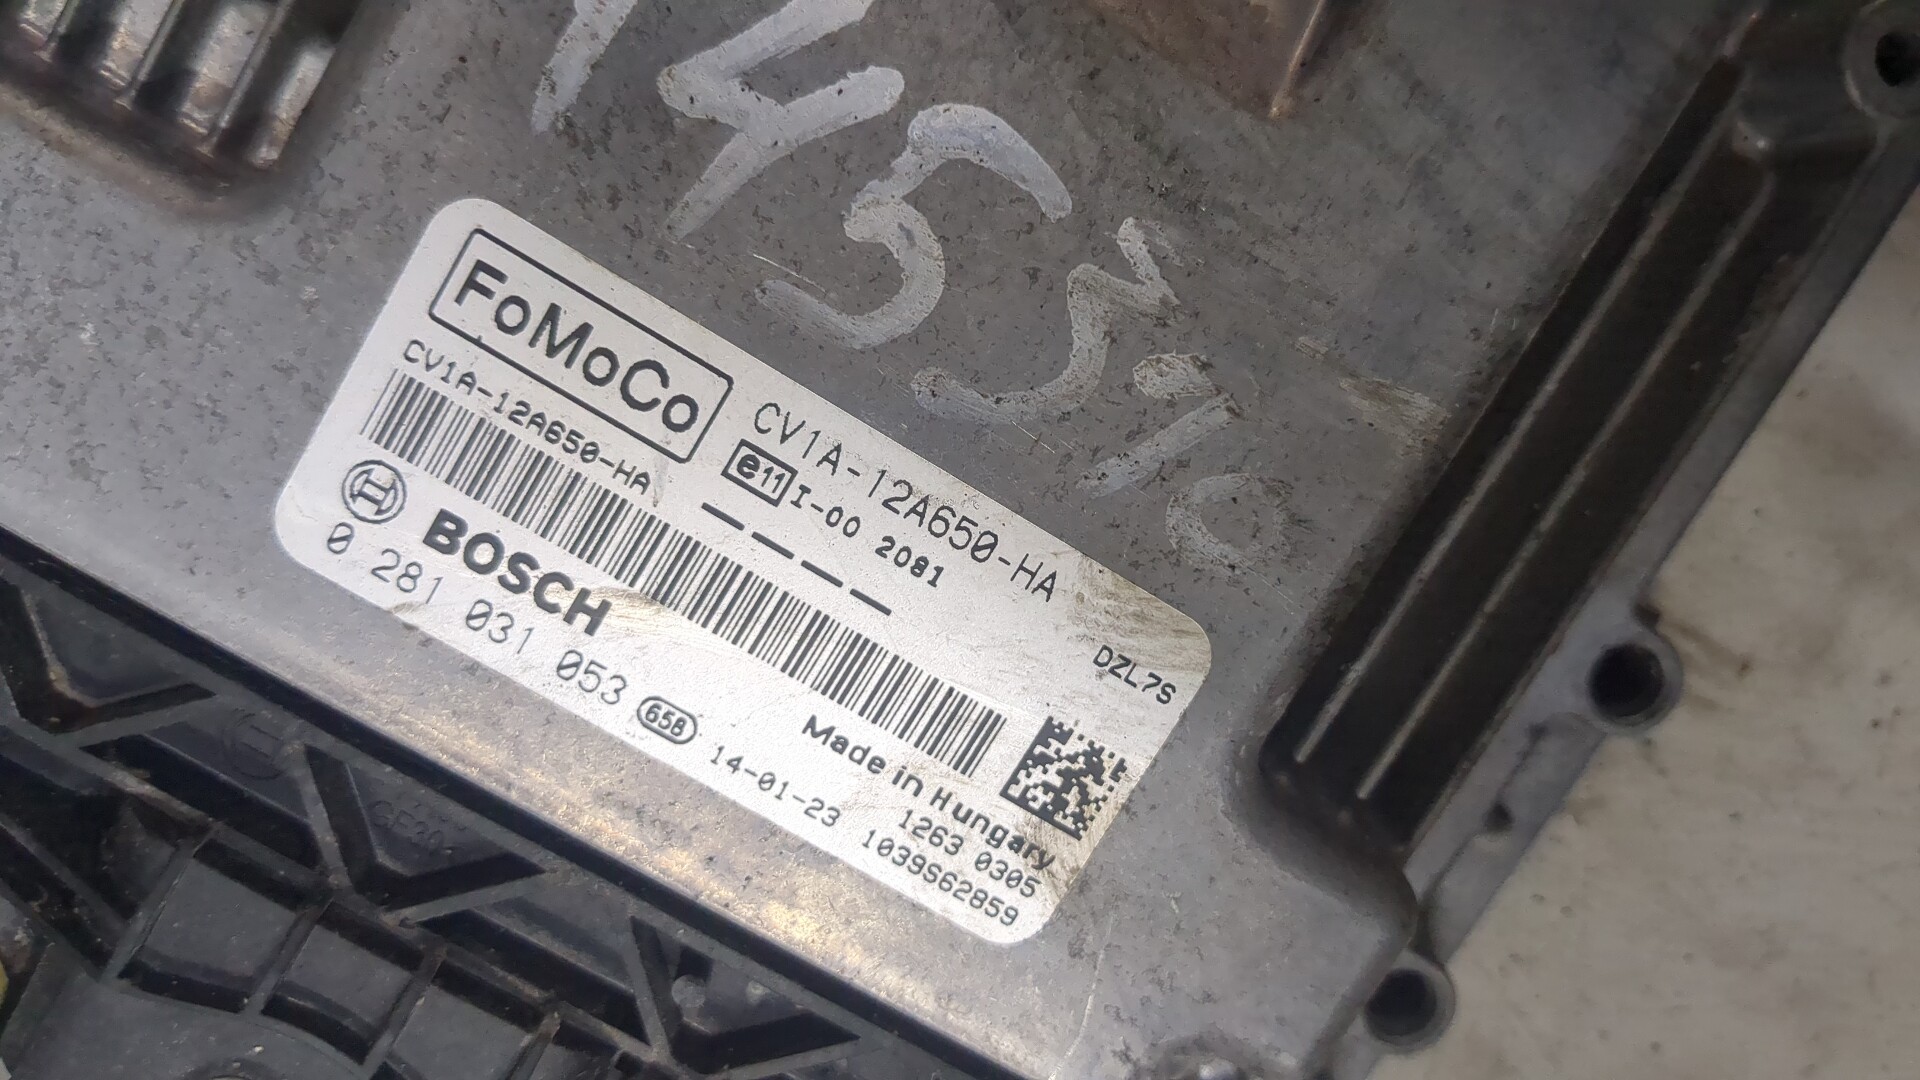 FoMoCo
CV1A-12A650-HA
e11 I-00 2081
CV1A-12A650-HA
DZL7S
BOSCH
0 281 031 053
658
14-01-23
Made in Hungary
1263 0305
1039S62859